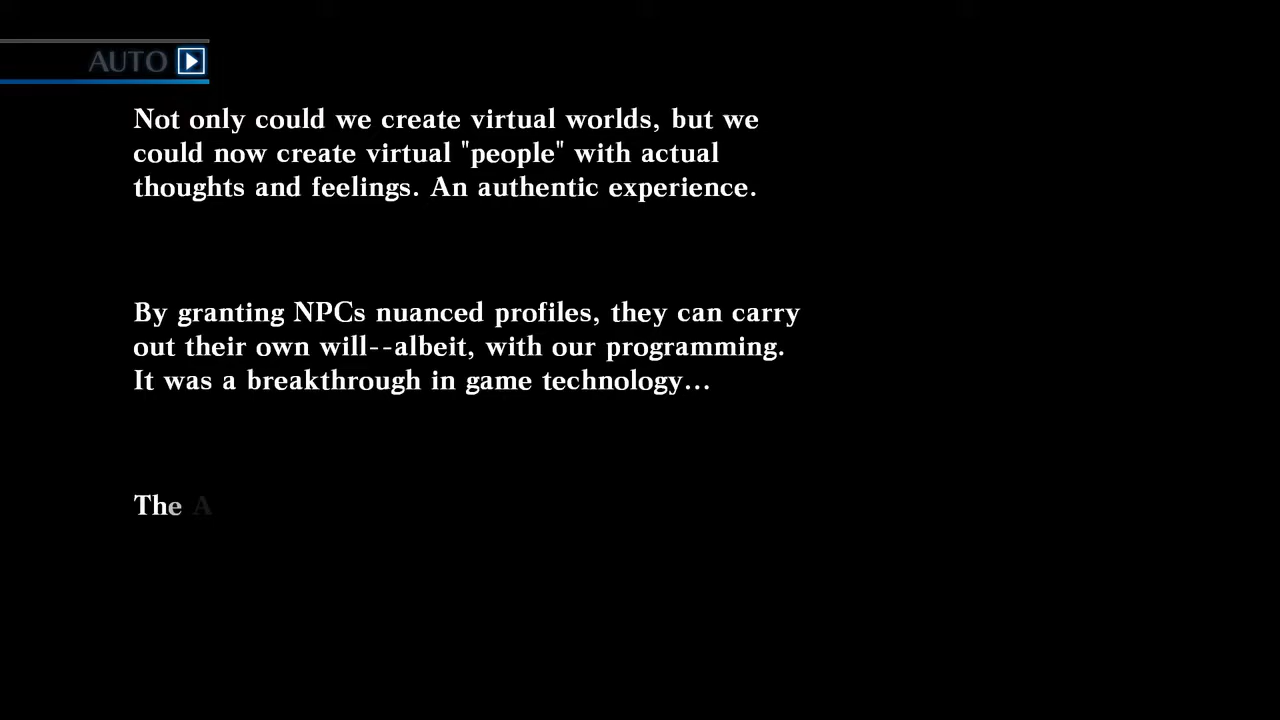 AUTO
Not only could we create virtual worlds, but we
could now create virtual "people" with actual
thoughts and feelings. An authentic experience.
By granting NPCs nuanced profiles, they can carry
out their own will--albeit, with our programming.
It was a breakthrough in game technology...
The A